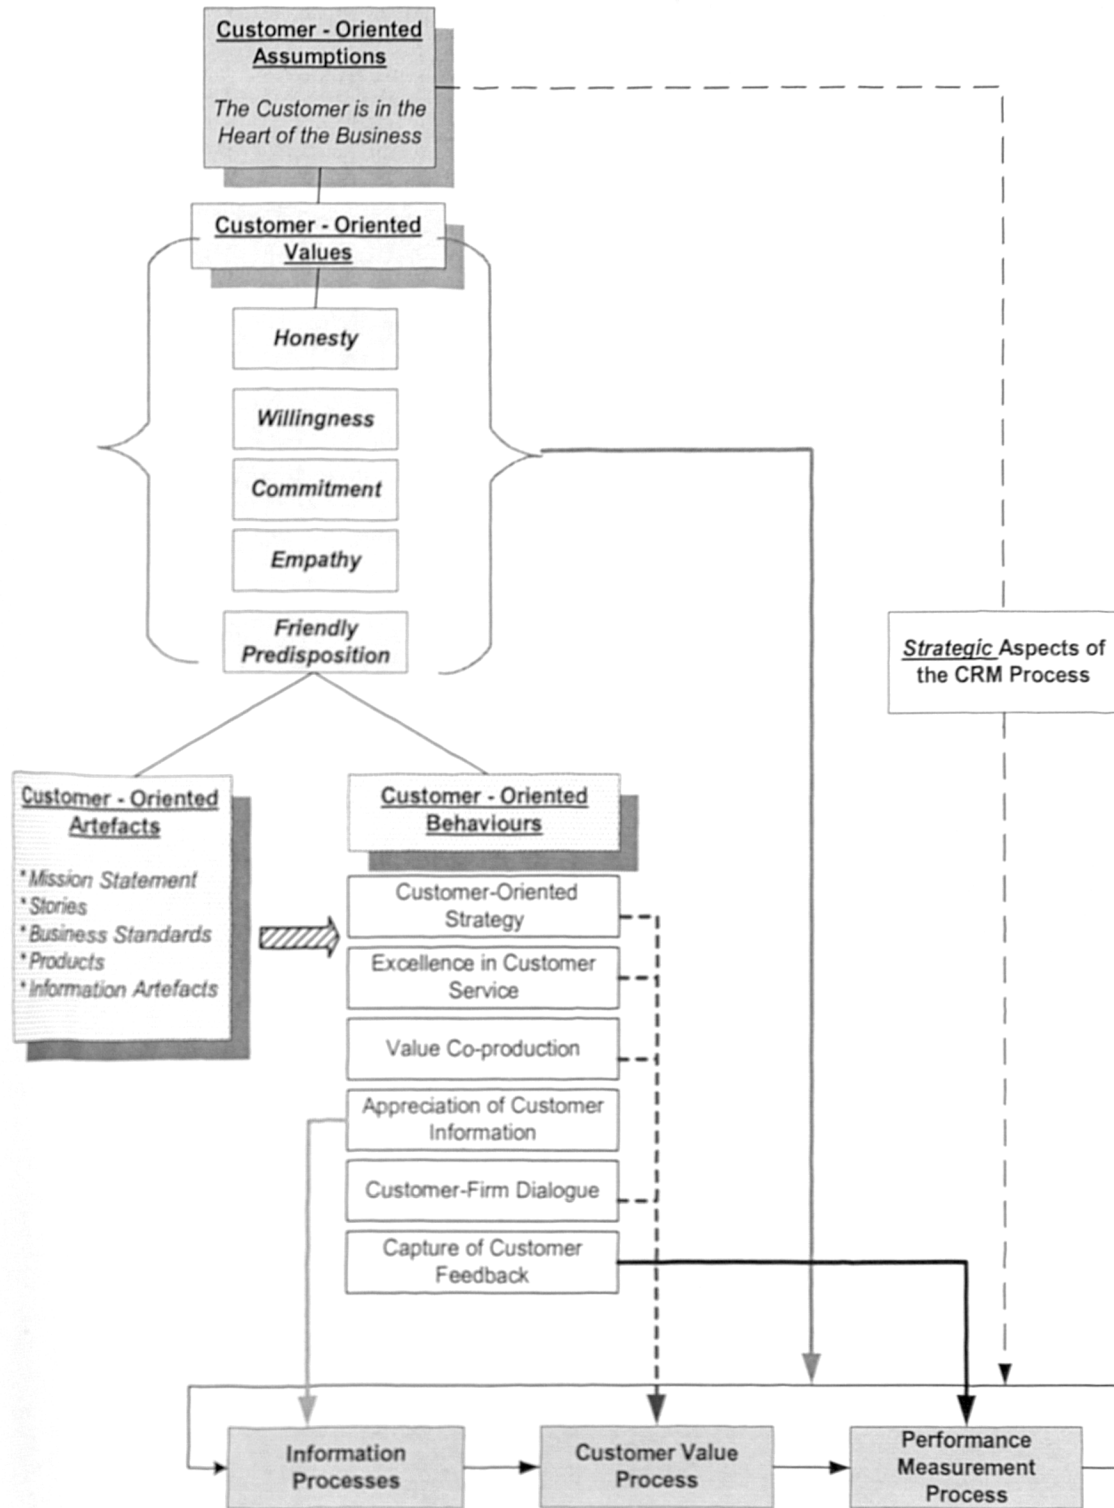 Customer - Oriented
Assumptions
The Customer is in the
Heart of the Business
Customer - Oriented
Values
Honesty
Willingness
Commitment
Empathy
Friendly
Predisposition
Strategic Aspects of
the CRM Process
Customer - Oriented
Artefacts
* Mission Statement
* Stories
* Business Standards
* Products
* Information Artefacts
Customer - Oriented
Behaviours
Customer-Oriented
Strategy
Excellence in Customer
Service
Value Co-production
Appreciation of Customer
Information
Customer-Firm Dialogue
Capture of Customer
Feedback
Information
Processes
Customer Value
Process
Performance
Measurement
Process